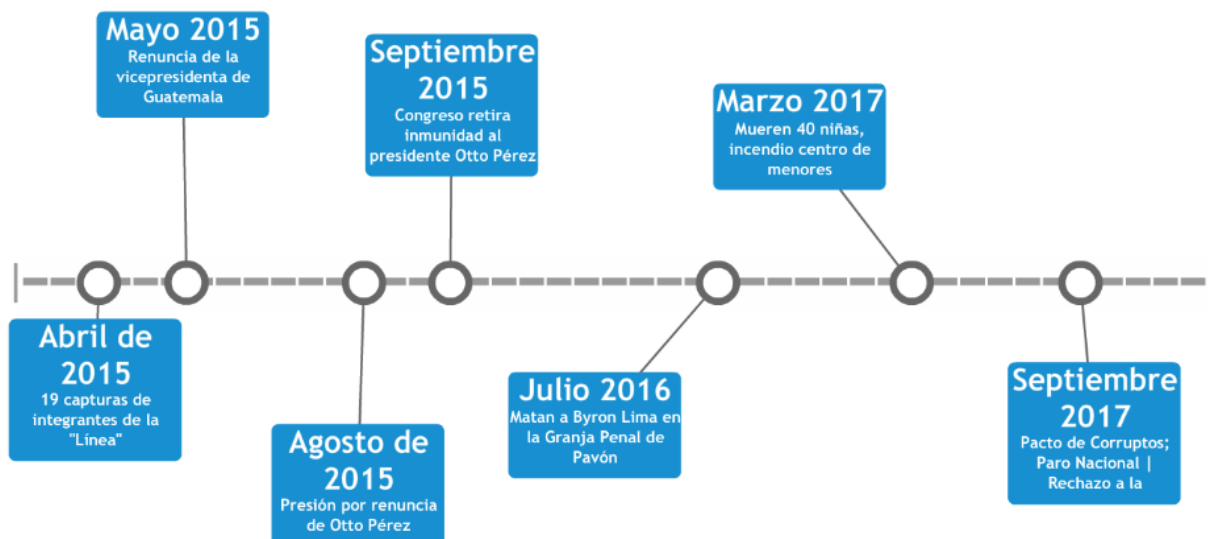 Mayo 2015
Renuncia de la
vicepresidenta de
Guatemala
Septiembre
2015
Congreso retira
inmunidad al
presidente Otto Pérez
Marzo 2017
Mueren 40 niñas,
incendio centro de
menores
Abril de
2015
19 capturas de
integrantes de la
"Línea"
Agosto de
2015
Presión por renuncia
de Otto Pérez
Julio 2016
Matan a Byron Lima en
la Granja Penal de
Pavón
Septiembre
2017
Pacto de Corruptos;
Paro Nacional |
Rechazo a la